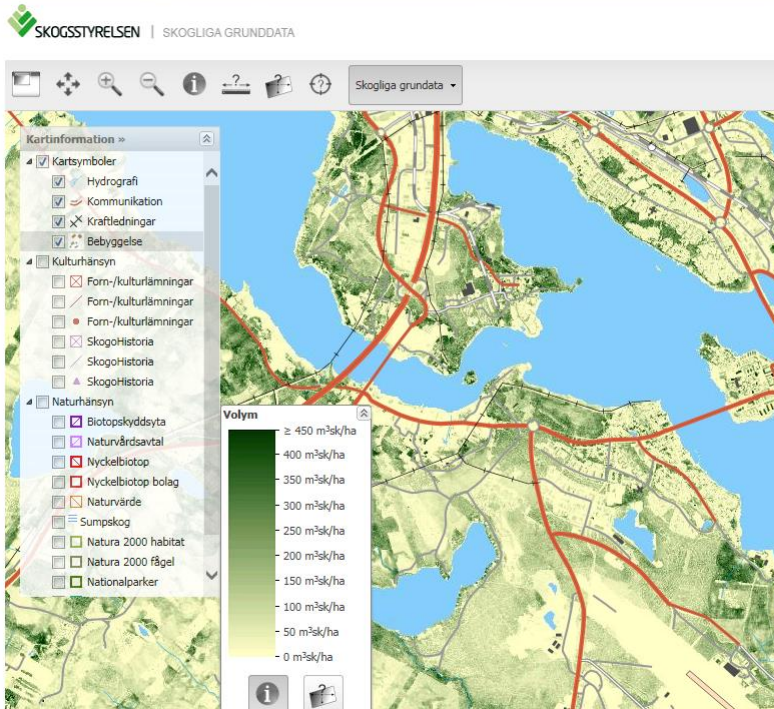 SKOGSSTYRELSEN | SKOGLIGA GRUNDDATA
Skogliga grundata
Kartinformation »
Kartsymboler
Hydrografi
Kommunikation
Kraftledningar
Bebyggelse
Kulturhänsyn
Forn-/kulturlämningar
Forn-/kulturlämningar
Forn-/kulturlämningar
SkogoHistoria
SkogoHistoria
SkogoHistoria
Naturhänsyn
Biotopskyddsyta
Naturvårdsavtal
Nyckelbiotop
Nyckelbiotop bolag
Naturvärde
Sumpskog
Natura 2000 habitat
Natura 2000 fågel
Nationalparker
Volym
≥ 450 m³sk/ha
400 m³sk/ha
350 m³sk/ha
300 m³sk/ha
250 m³sk/ha
200 m³sk/ha
150 m³sk/ha
100 m³sk/ha
50 m³sk/ha
0 m³sk/ha